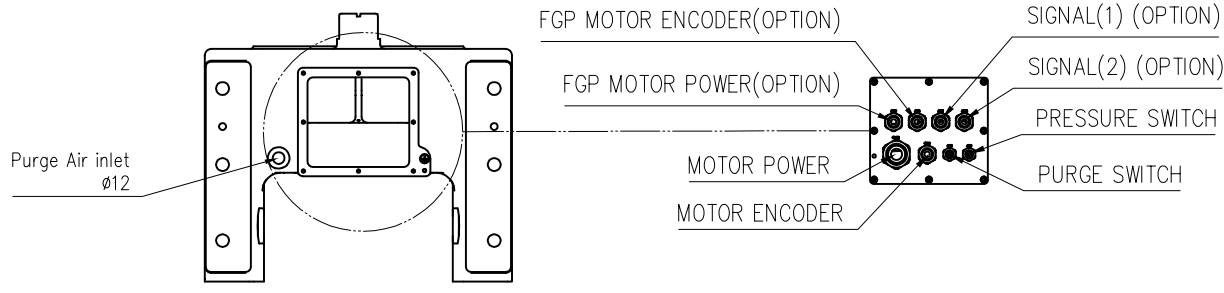 FGP MOTOR ENCODER(OPTION)
SIGNAL(1) (OPTION)
FGP MOTOR POWER(OPTION)
SIGNAL(2) (OPTION)
PRESSURE SWITCH
Purge Air inlet
ø12
MOTOR POWER
PURGE SWITCH
MOTOR ENCODER